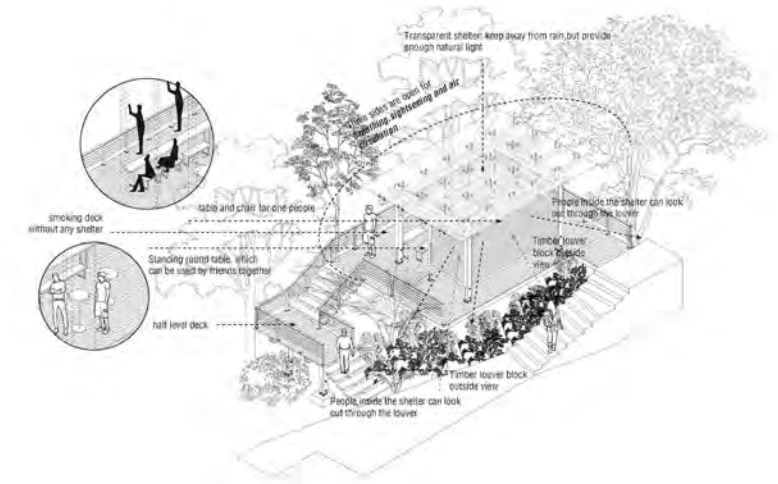 Transparent shelter: keep away from rain,but provide
enough natural light
three sides are open for
breathing, sightseeing and air
circulation
table and chair for one people
smoking deck
without any shelter
Standing round table, which
can be used by friends together
half level deck
People inside the shelter can look
out through the louver
Timber louver
block outside
view
Timber louver block
outside view
People inside the shelter can look
out through the louver